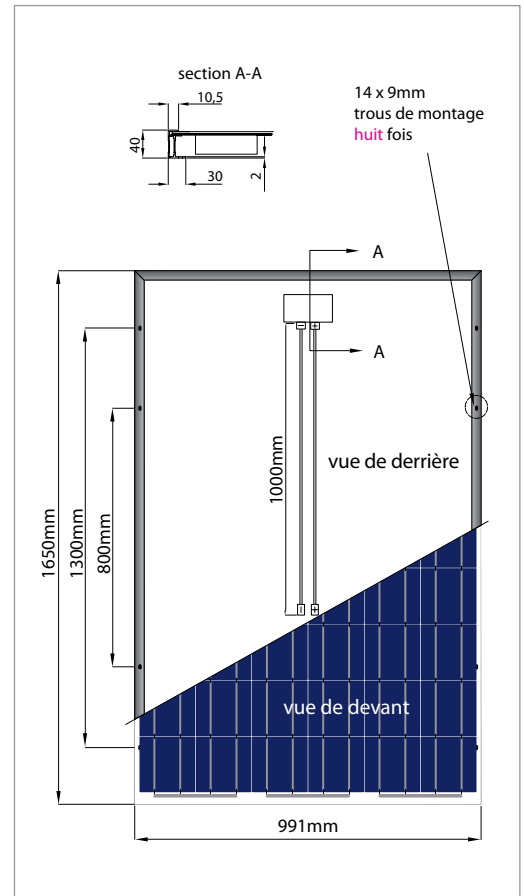 section A-A
10,5
40
30
2
14 x 9mm
trous de montage
huit fois
A
A
1650mm
1300mm
800mm
1000mm
vue de derrière
vue de devant
991mm